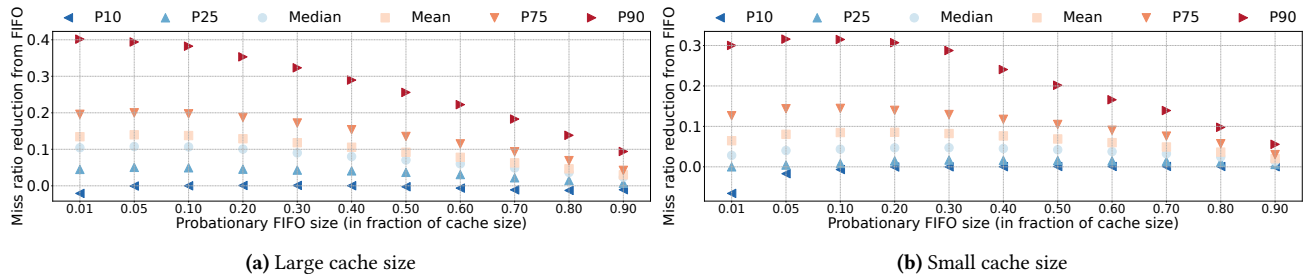 P10 P25 Median Mean P75 P90
Miss ratio reduction from FIFO
0.4
0.3
0.2
0.1
0.0
0.01 0.05 0.10 0.20 0.30 0.40 0.50 0.60 0.70 0.80 0.90
Probationary FIFO size (in fraction of cache size)
(a) Large cache size
P10 P25 Median Mean P75 P90
Miss ratio reduction from FIFO
0.3
0.2
0.1
0.0
0.01 0.05 0.10 0.20 0.30 0.40 0.50 0.60 0.70 0.80 0.90
Probationary FIFO size (in fraction of cache size)
(b) Small cache size